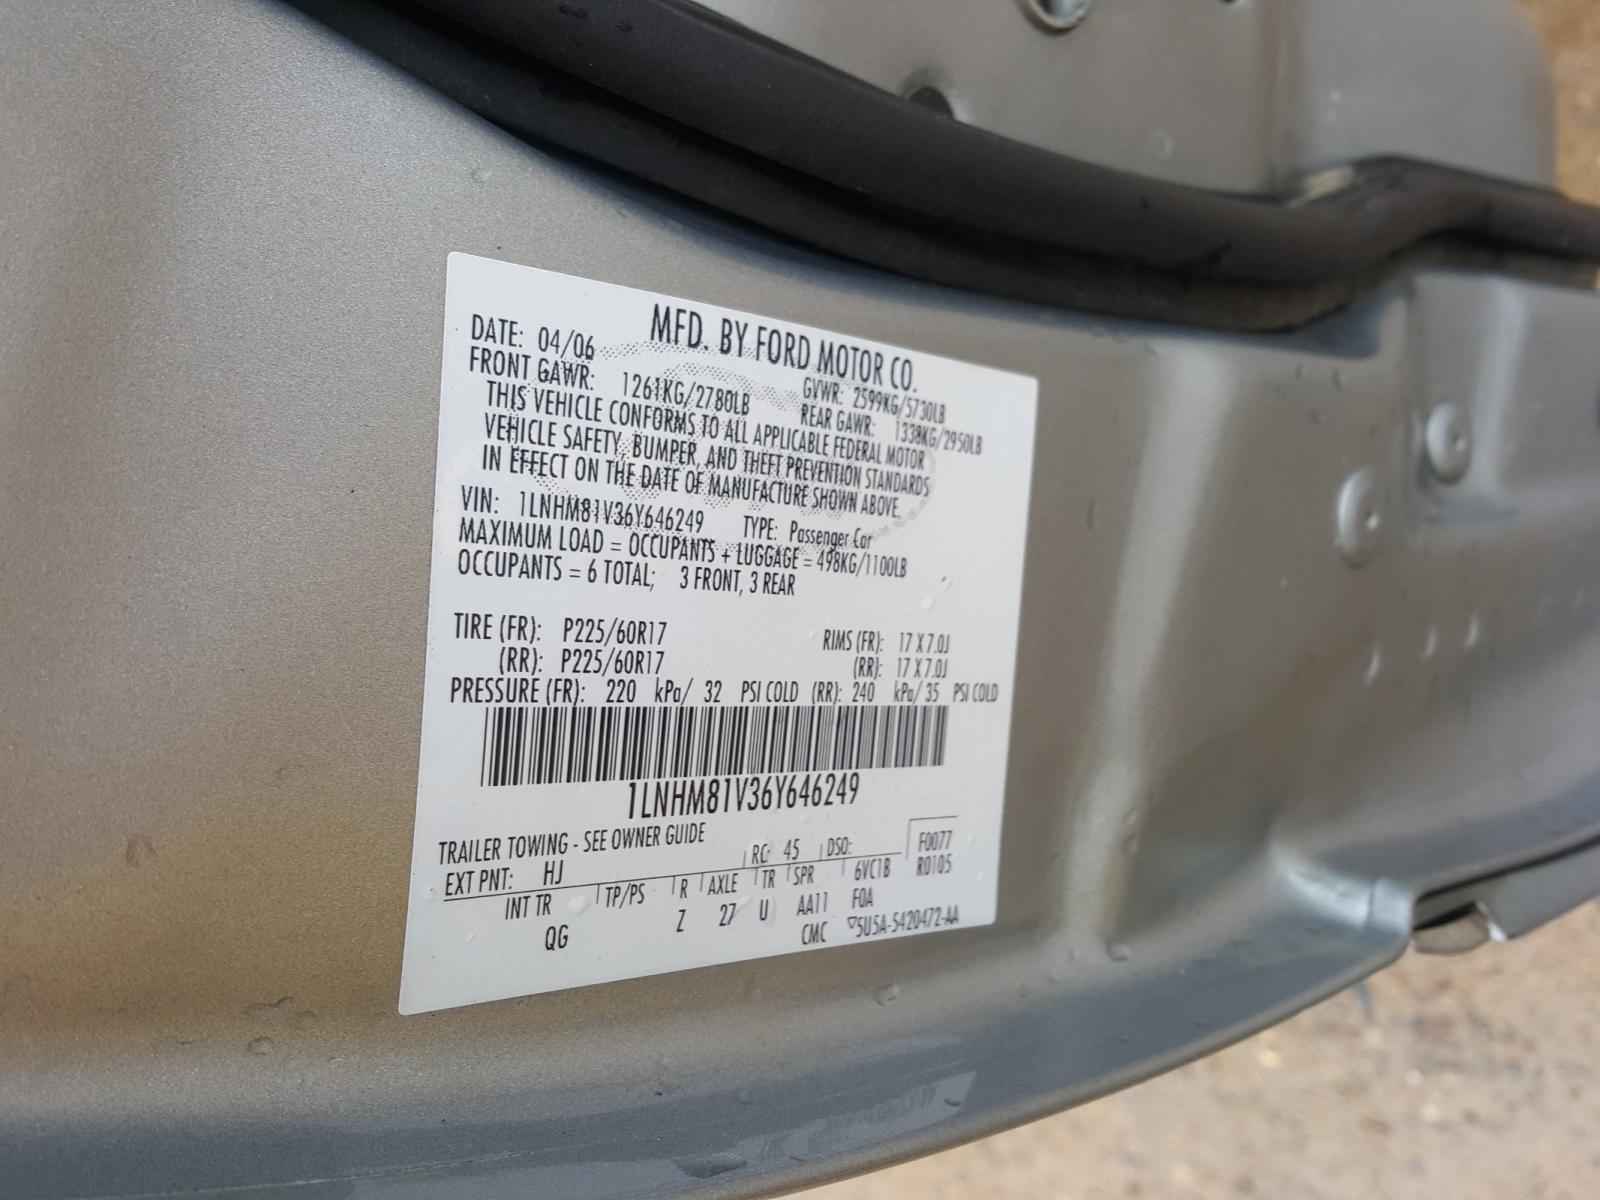 MFD. BY FORD MOTOR CO.
DATE: 04/06 GVWR: 2599KG/5730LB
FRONT GAWR: 1261KG/2780LB REAR GAWR: 1338KG/2950LB
THIS VEHICLE CONFORMS TO ALL APPLICABLE FEDERAL MOTOR
VEHICLE SAFETY, BUMPER, AND THEFT PREVENTION STANDARDS
IN EFFECT ON THE DATE OF MANUFACTURE SHOWN ABOVE.
VIN: 1LNHM81V36Y646249 TYPE: Passenger Car
MAXIMUM LOAD = OCCUPANTS + LUGGAGE = 498KG/1100LB
OCCUPANTS = 6 TOTAL; 3 FRONT, 3 REAR
TIRE (FR): P225/60R17 RIMS (FR): 17 X 7.0J
(RR): P225/60R17 (RR): 17 X 7.0J
PRESSURE (FR): 220 kPa/ 32 PSI COLD (RR): 240 kPa/ 35 PSI COLD
1LNHM81V36Y646249
TRAILER TOWING - SEE OWNER GUIDE F0077
EXT PNT: HJ RC: 45 DSO: R0105
INT TR TP/PS R AXLE TR SPR 6VC1B
QG Z 27 U AA11 FOA
CMC ▽5U5A-5420472-AA